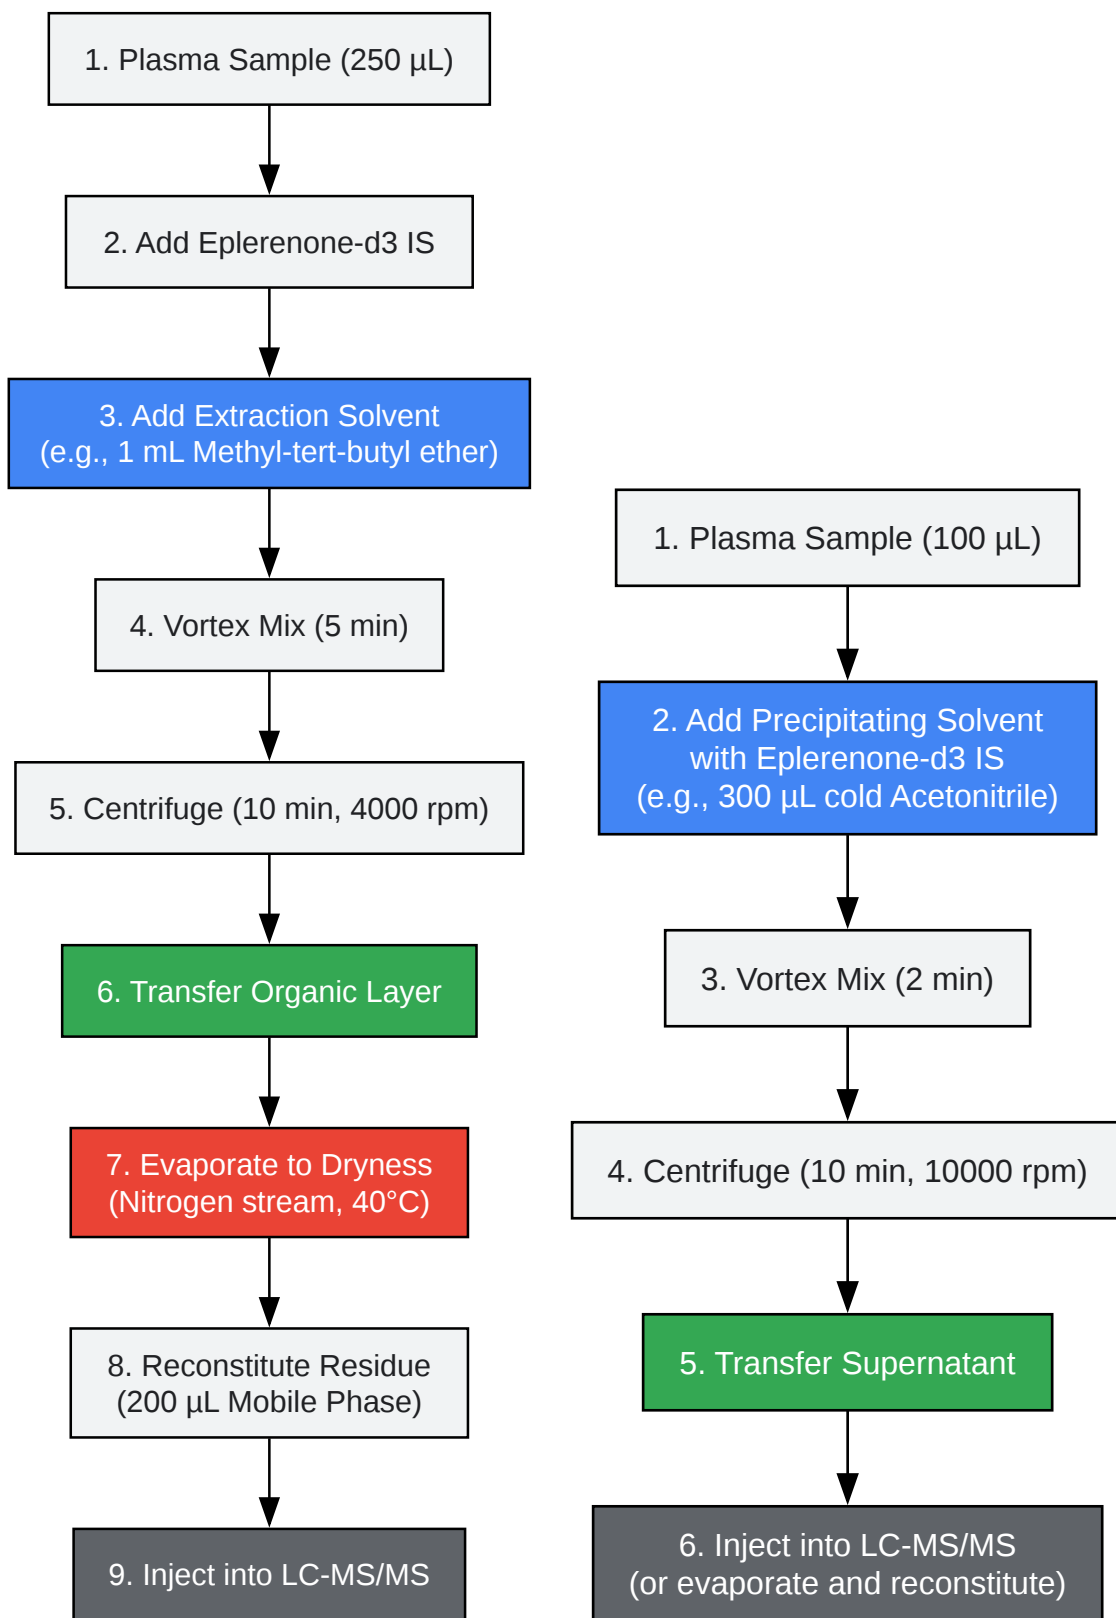 1. Plasma Sample (250 µL)
2. Add Eplerenone-d3 IS
3. Add Extraction Solvent
(e.g., 1 mL Methyl-tert-butyl ether)
4. Vortex Mix (5 min)
5. Centrifuge (10 min, 4000 rpm)
6. Transfer Organic Layer
7. Evaporate to Dryness
(Nitrogen stream, 40°C)
8. Reconstitute Residue
(200 µL Mobile Phase)
9. Inject into LC-MS/MS
1. Plasma Sample (100 µL)
2. Add Precipitating Solvent
with Eplerenone-d3 IS
(e.g., 300 µL cold Acetonitrile)
3. Vortex Mix (2 min)
4. Centrifuge (10 min, 10000 rpm)
5. Transfer Supernatant
6. Inject into LC-MS/MS
(or evaporate and reconstitute)